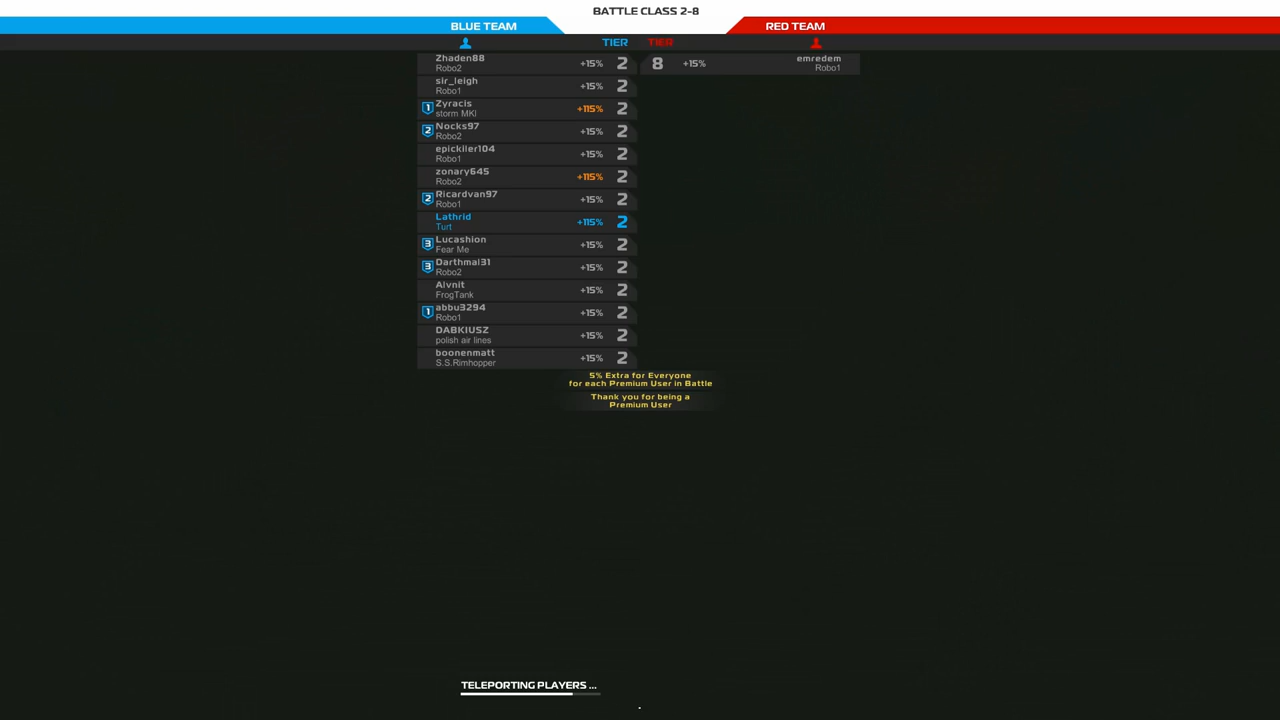 BATTLE CLASS 2-8
BLUE TEAM
RED TEAM
TIER
TIER
Zhaden88
Robo2
+15%
2
8
+15%
emredem
Robo1
sir_leigh
Robo1
+15%
2
1
Zyracis
storm MKI
+115%
2
2
Nocks97
Robo2
+15%
2
epickiler104
Robo1
+15%
2
zonary645
Robo2
+115%
2
2
Ricardvan97
Robo1
+15%
2
Lathrid
Turt
+115%
2
3
Lucashion
Fear Me
+15%
2
3
Darthmal31
Robo2
+15%
2
Alvnit
FrogTank
+15%
2
1
abbu3294
Robo1
+15%
2
DABKIUSZ
polish air lines
+15%
2
boonenmatt
S.S.Rimhopper
+15%
2
5% Extra for Everyone
for each Premium User in Battle
Thank you for being a
Premium User
TELEPORTING PLAYERS ...